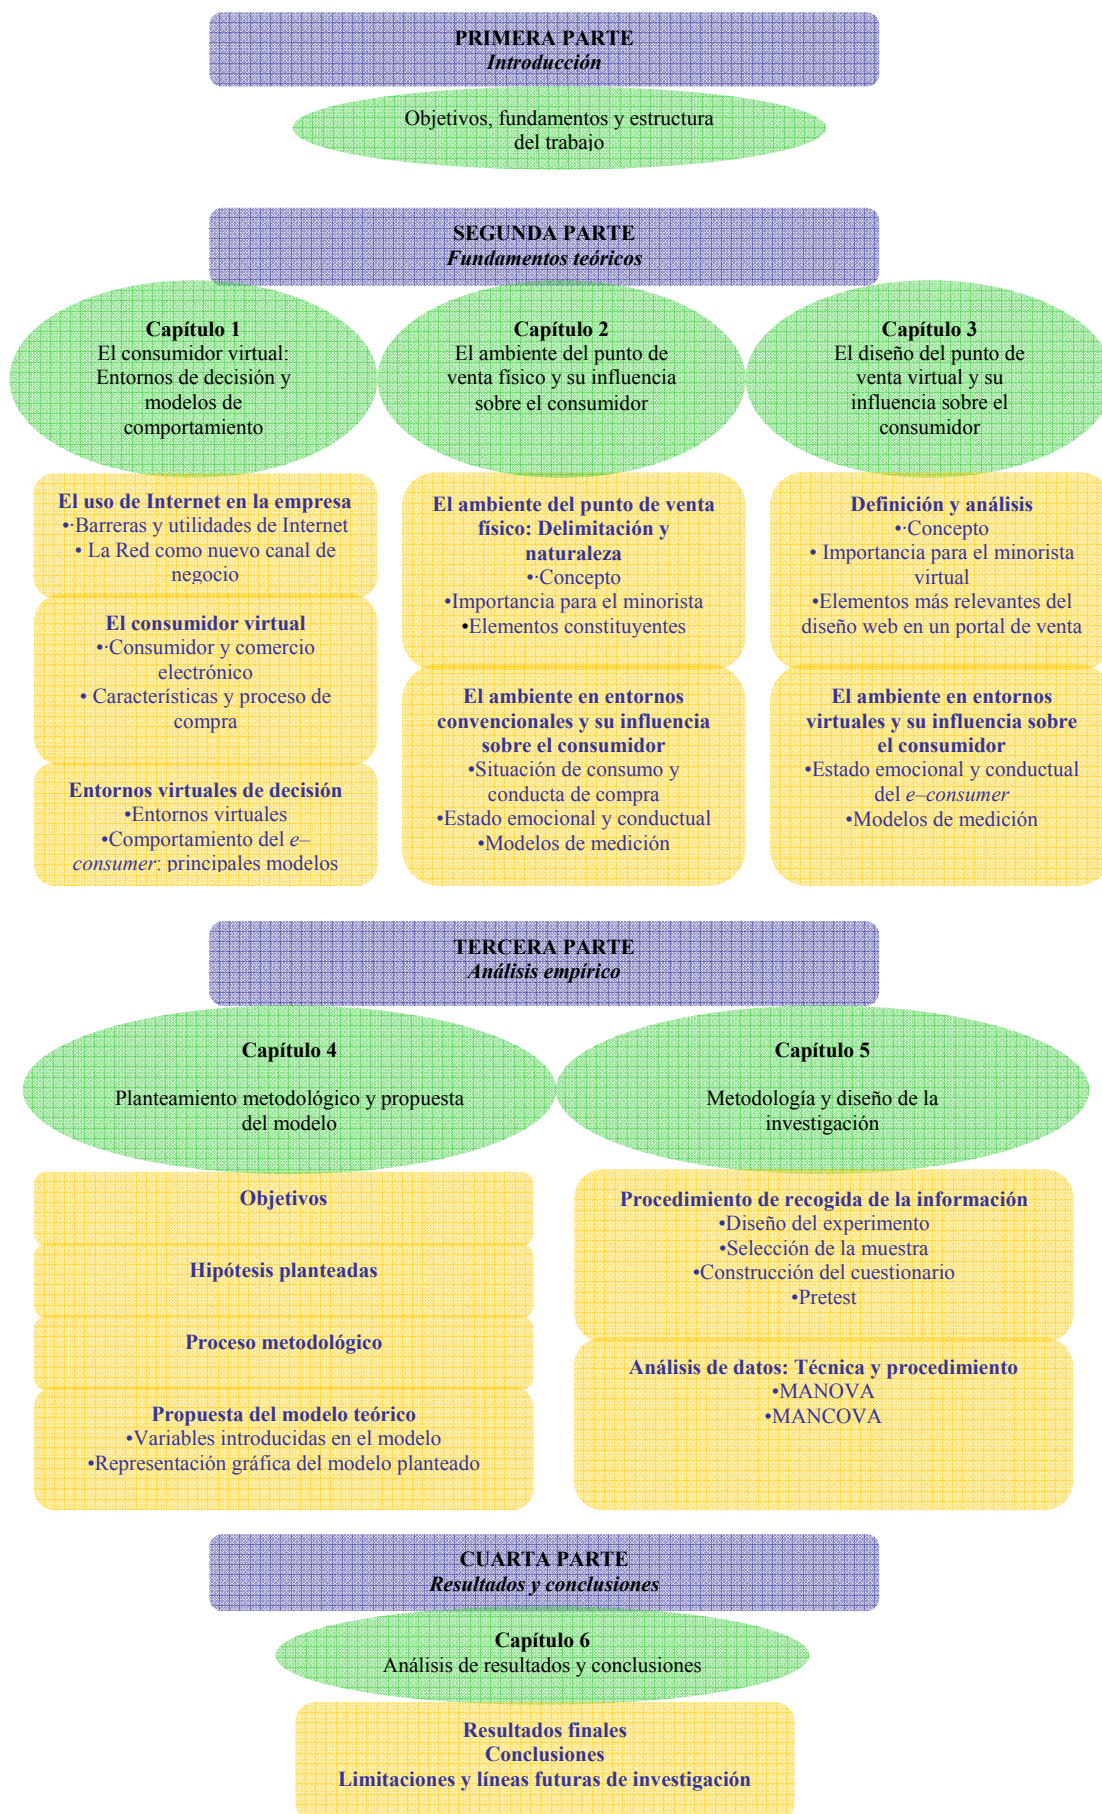 PRIMERA PARTE
Introducción
Objetivos, fundamentos y estructura
del trabajo
SEGUNDA PARTE
Fundamentos teóricos
Capítulo 1
El consumidor virtual:
Entornos de decisión y
modelos de
comportamiento
El uso de Internet en la empresa
•·Barreras y utilidades de Internet
• La Red como nuevo canal de
negocio
El consumidor virtual
•·Consumidor y comercio
electrónico
• Características y proceso de
compra
Entornos virtuales de decisión
•Entornos virtuales
•Comportamiento del e–
consumer: principales modelos
Capítulo 2
El ambiente del punto de
venta físico y su influencia
sobre el consumidor
El ambiente del punto de venta
físico: Delimitación y
naturaleza
•·Concepto
•Importancia para el minorista
•Elementos constituyentes
El ambiente en entornos
convencionales y su influencia
sobre el consumidor
•Situación de consumo y
conducta de compra
•Estado emocional y conductual
•Modelos de medición
Capítulo 3
El diseño del punto de
venta virtual y su
influencia sobre el
consumidor
Definición y análisis
•·Concepto
• Importancia para el minorista
virtual
•Elementos más relevantes del
diseño web en un portal de venta
El ambiente en entornos
virtuales y su influencia sobre
el consumidor
•Estado emocional y conductual
del e–consumer
•Modelos de medición
TERCERA PARTE
Análisis empírico
Capítulo 4
Planteamiento metodológico y propuesta
del modelo
Objetivos
Hipótesis planteadas
Proceso metodológico
Propuesta del modelo teórico
•Variables introducidas en el modelo
•Representación gráfica del modelo planteado
Capítulo 5
Metodología y diseño de la
investigación
Procedimiento de recogida de la información
•Diseño del experimento
•Selección de la muestra
•Construcción del cuestionario
•Pretest
Análisis de datos: Técnica y procedimiento
•MANOVA
•MANCOVA
CUARTA PARTE
Resultados y conclusiones
Capítulo 6
Análisis de resultados y conclusiones
Resultados finales
Conclusiones
Limitaciones y líneas futuras de investigación